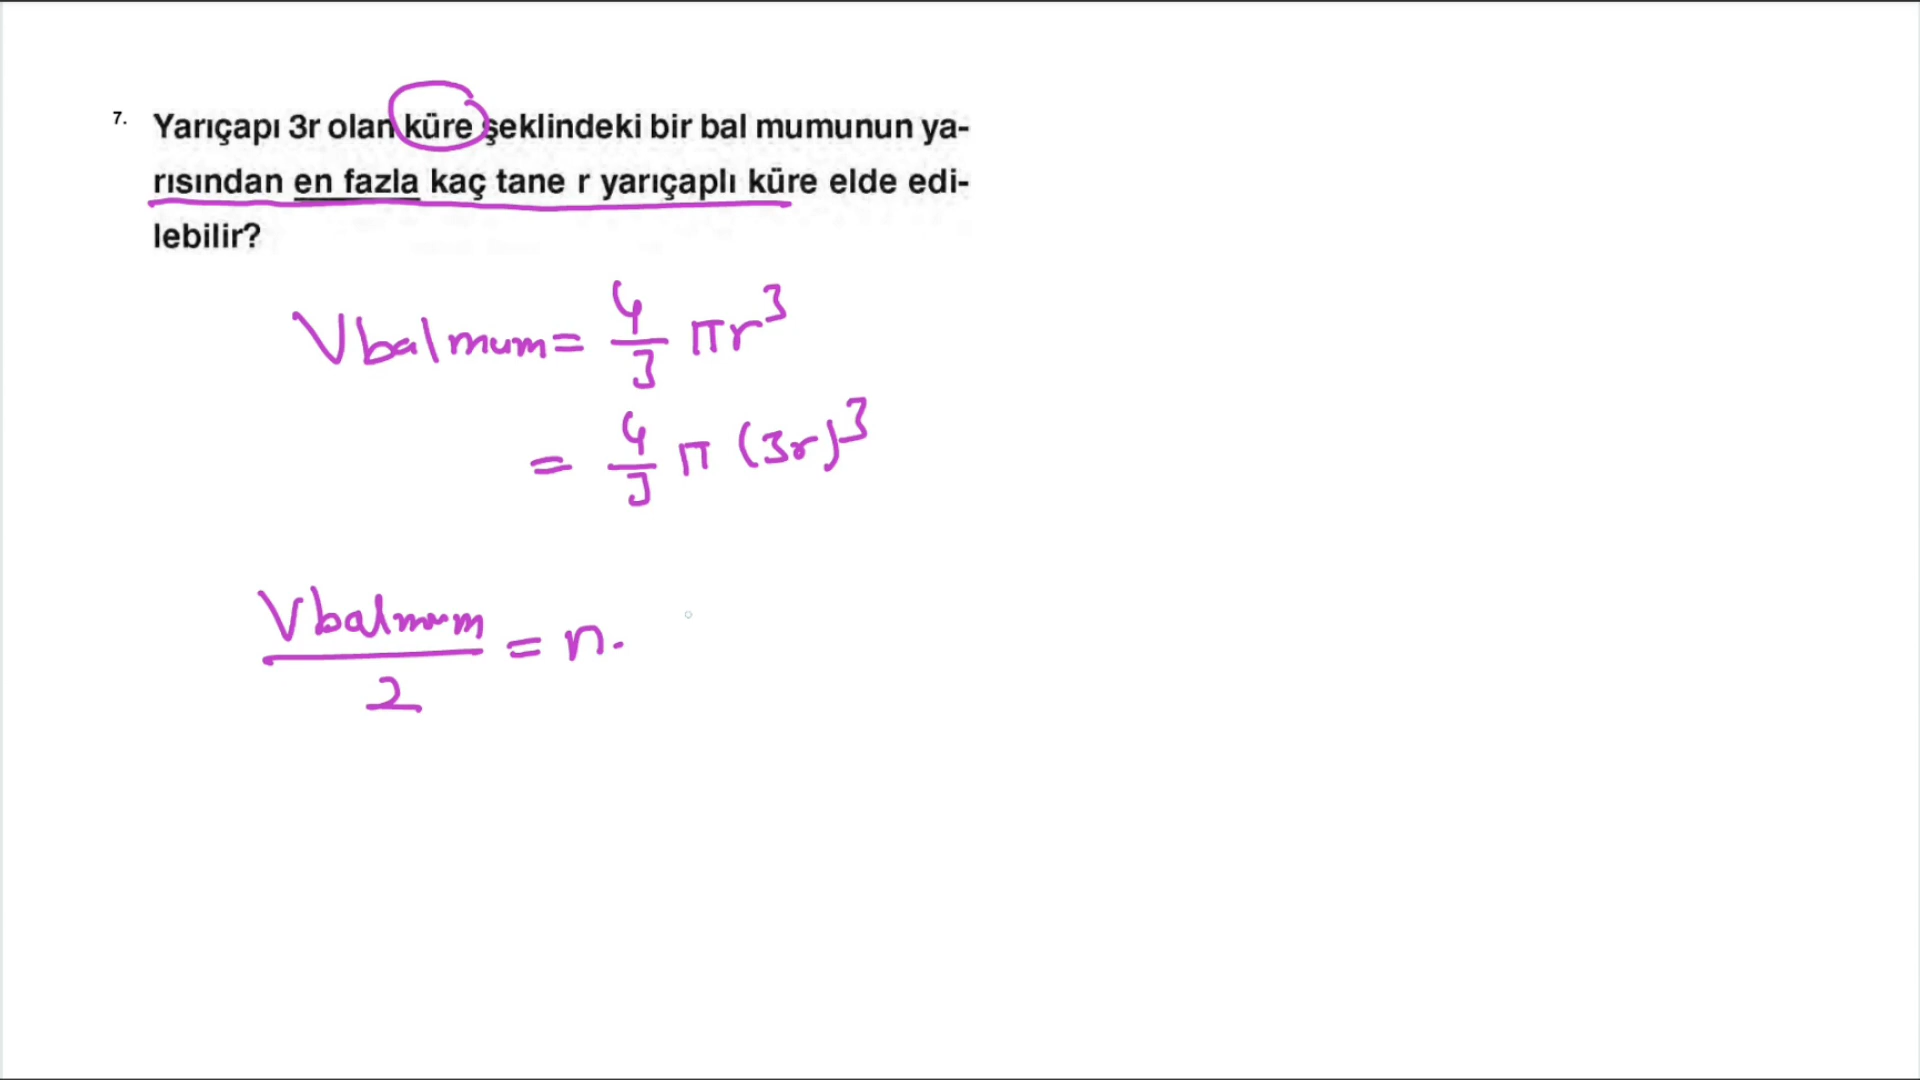 7. Yarıçapı 3r olan küre şeklindeki bir bal mumunun ya-
rısından en fazla kaç tane r yarıçaplı küre elde edi-
lebilir?
Vbalmum = 4/3 πr³
= 4/3 π (3r)³
Vbalmum/2 = n.